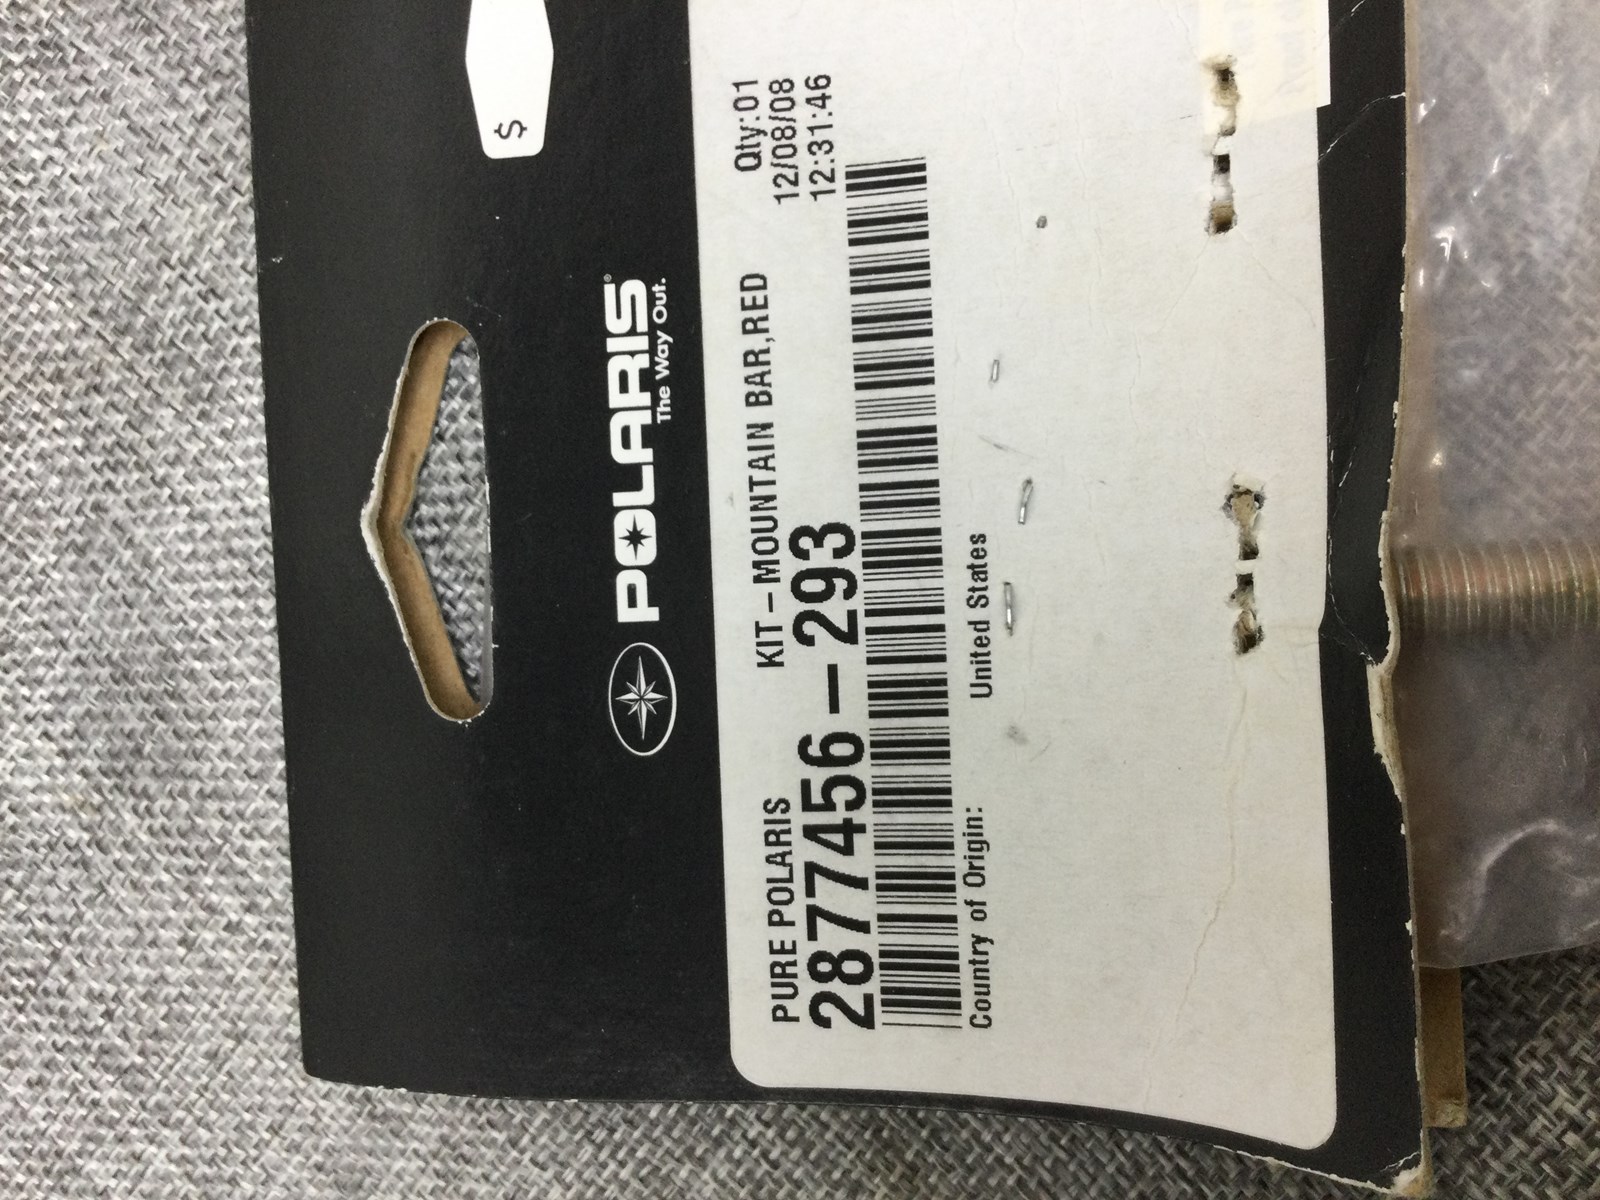 $
POLARIS®
The Way Out.
PURE POLARIS KIT-MOUNTAIN BAR,RED Qty:01
2877456-293 12/08/08
12:31:46
Country of Origin: United States